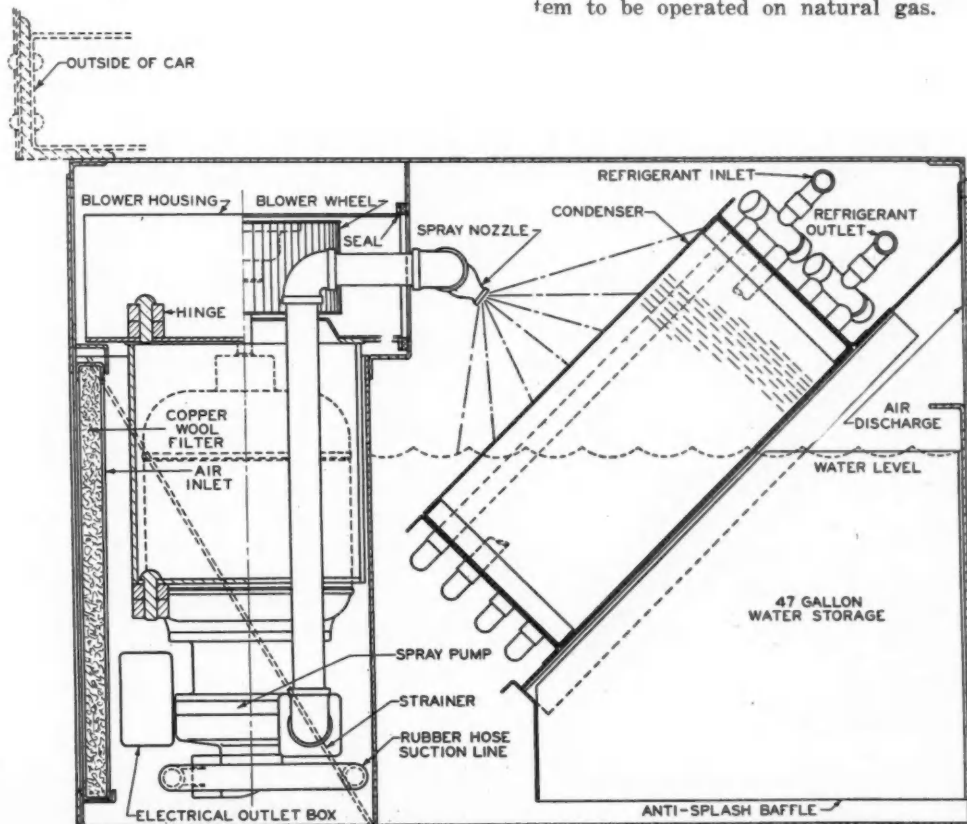 tem to be operated on natural gas.
OUTSIDE OF CAR
BLOWER HOUSING
BLOWER WHEEL
SEAL
SPRAY NOZZLE
CONDENSER
REFRIGERANT INLET
REFRIGERANT
OUTLET
HINGE
COPPER
WOOL
FILTER
AIR
INLET
AIR
DISCHARGE
WATER LEVEL
47 GALLON
WATER STORAGE
SPRAY PUMP
STRAINER
RUBBER HOSE
SUCTION LINE
ELECTRICAL OUTLET BOX
ANTI-SPLASH BAFFLE